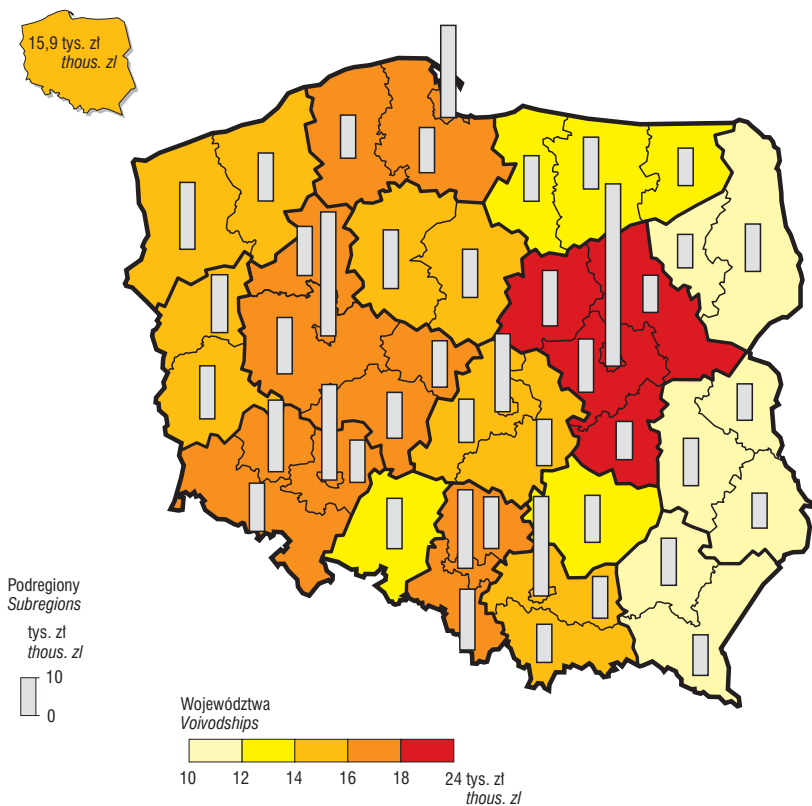 15,9 tys. zł
thous. zl
Podregiony
Subregions
tys. zł
thous. zl
10
0
Województwa
Voivodships
10 12 14 16 18 24 tys. zł
thous. zl